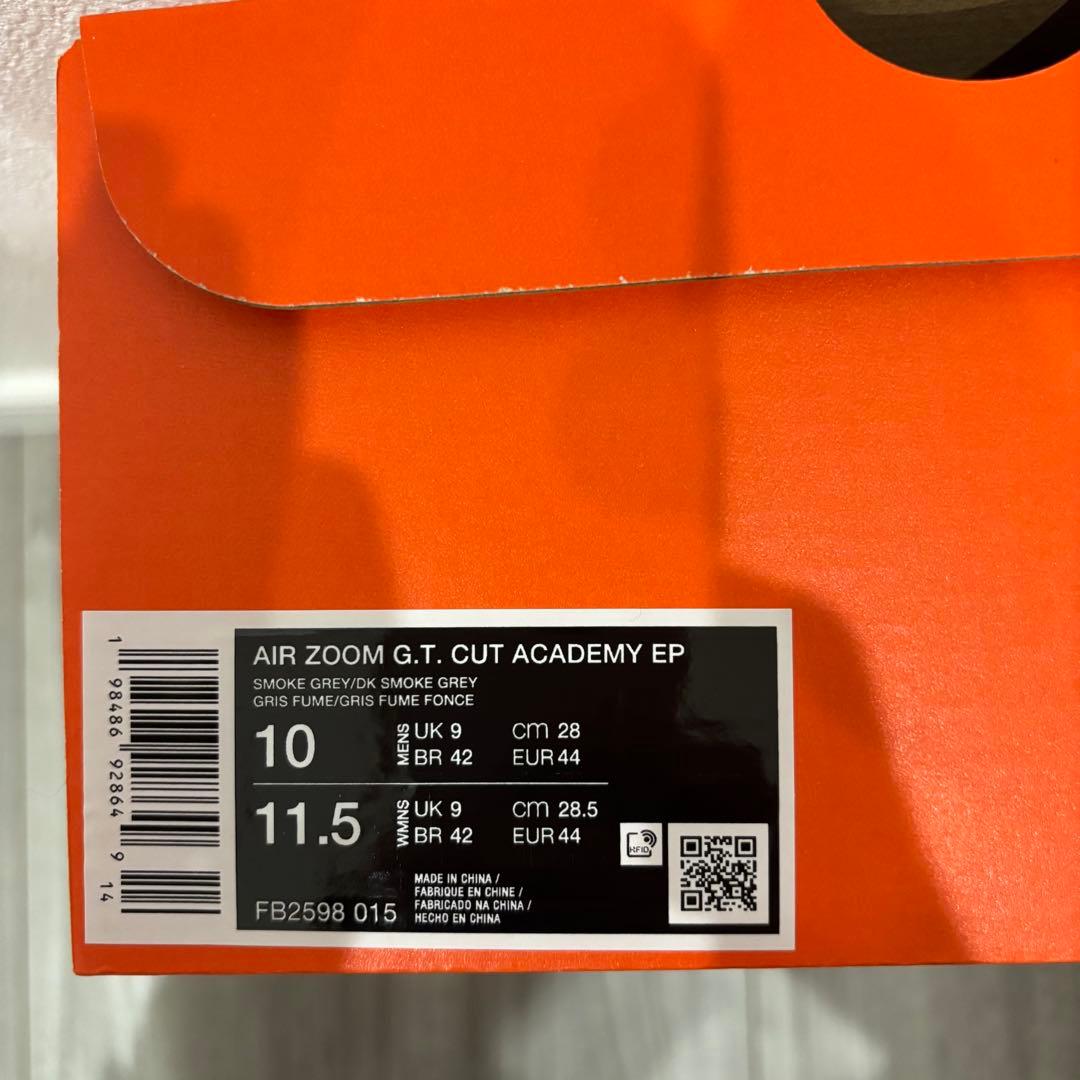 AIR ZOOM G.T. CUT ACADEMY EP
SMOKE GREY/DK SMOKE GREY
GRIS FUME/GRIS FUME FONCE
10 MENS UK 9 cm 28
BR 42 EUR 44
11.5 WMNS UK 9 cm 28.5
BR 42 EUR 44
RFID
MADE IN CHINA /
FABRIQUE EN CHINE /
FABRICADO NA CHINA /
HECHO EN CHINA
FB2598 015
1 98486 92864 9 14